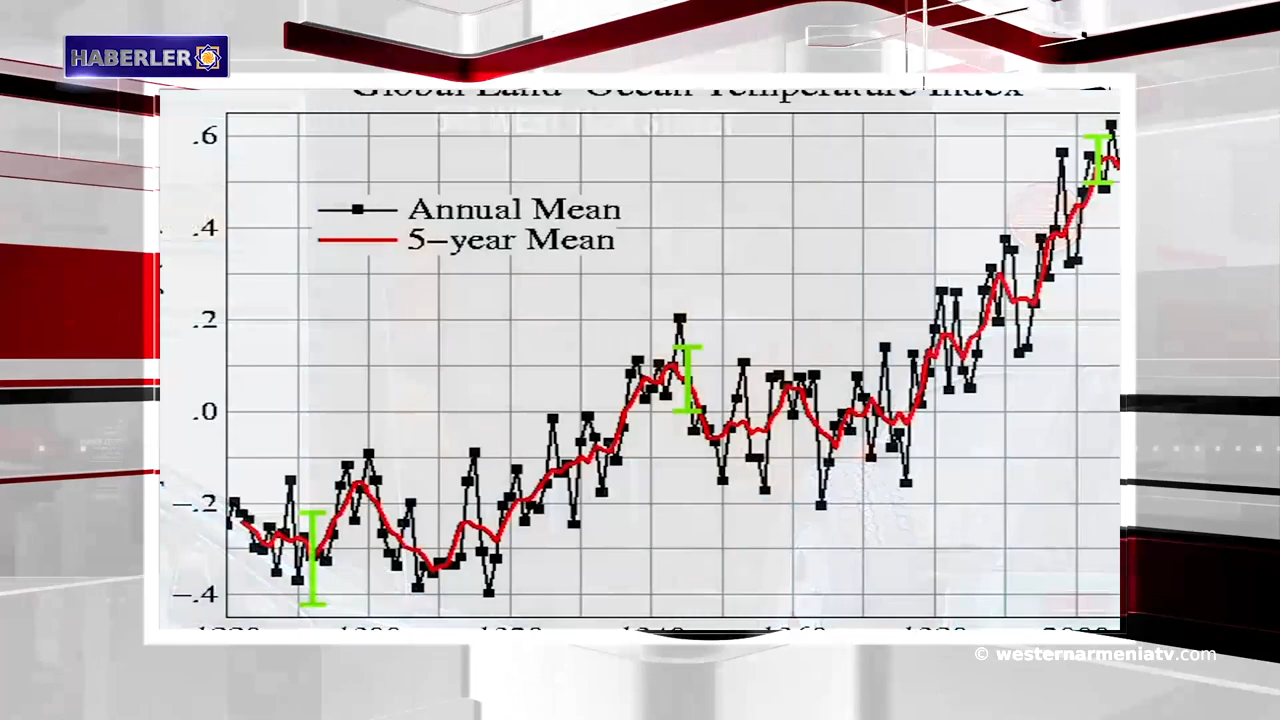 HABERLER
Global Land–Ocean Temperature Index
.6
Annual Mean
.4
5–year Mean
.2
.0
–.2
–.4
© westernarmeniatv.com